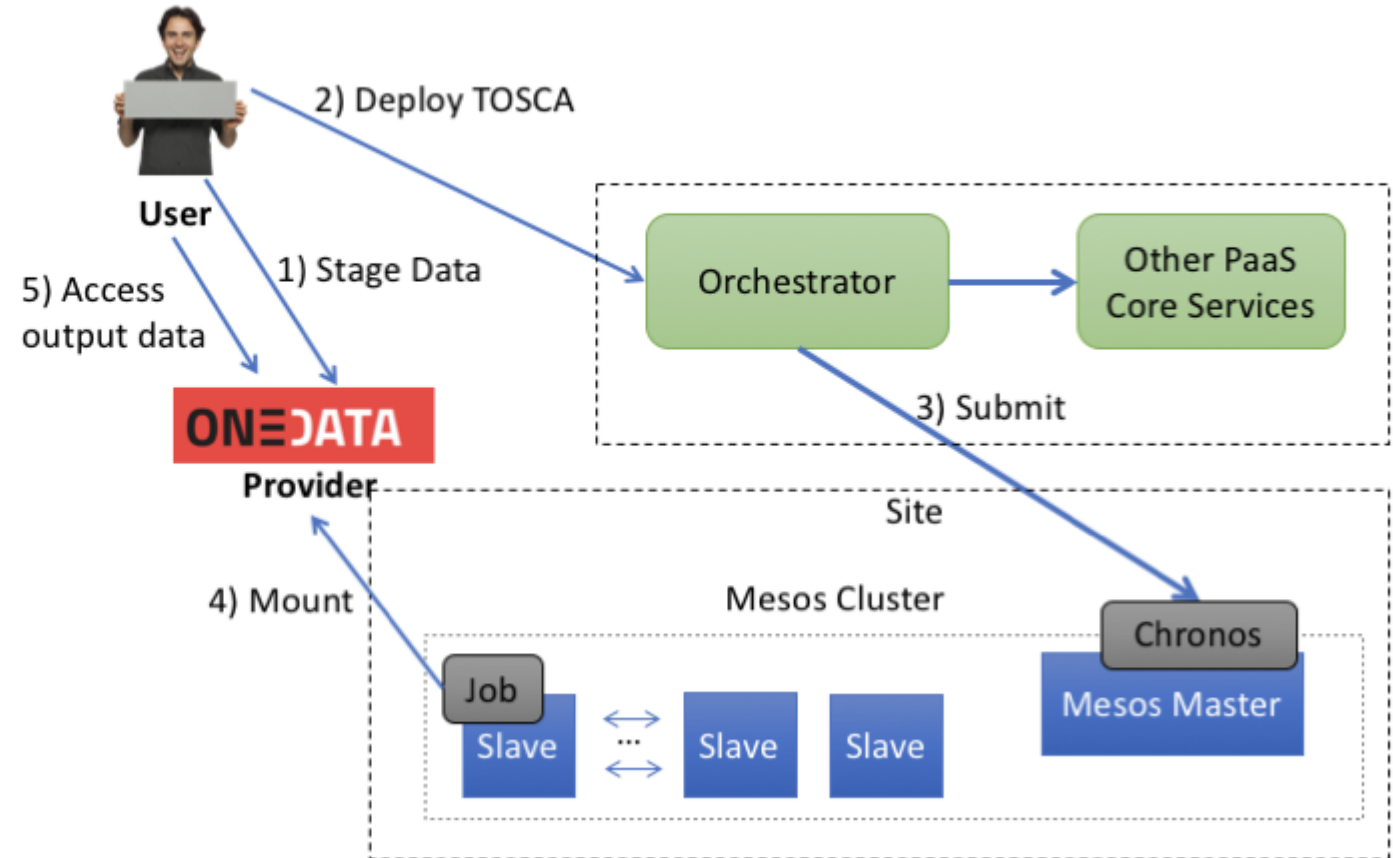 2) Deploy TOSCA
User
1) Stage Data
5) Access
output data
Orchestrator
Other PaaS
Core Services
3) Submit
ONEDATA
Provider
Site
4) Mount
Mesos Cluster
Chronos
Mesos Master
Job
Slave
...
Slave
Slave